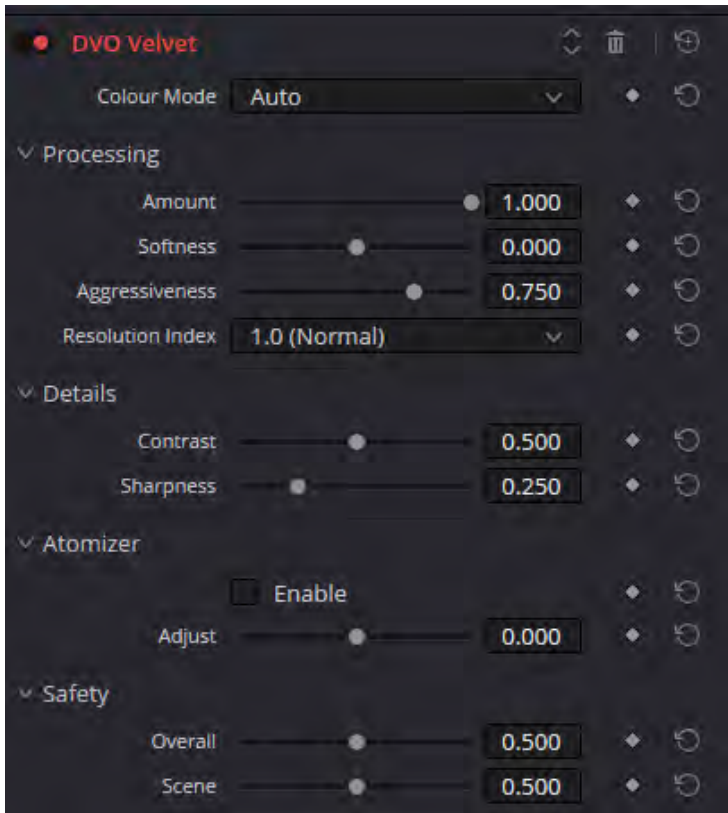 DVO Velvet
Colour Mode Auto
Processing
Amount 1.000
Softness 0.000
Aggressiveness 0.750
Resolution Index 1.0 (Normal)
Details
Contrast 0.500
Sharpness 0.250
Atomizer
Enable
Adjust 0.000
Safety
Overall 0.500
Scene 0.500